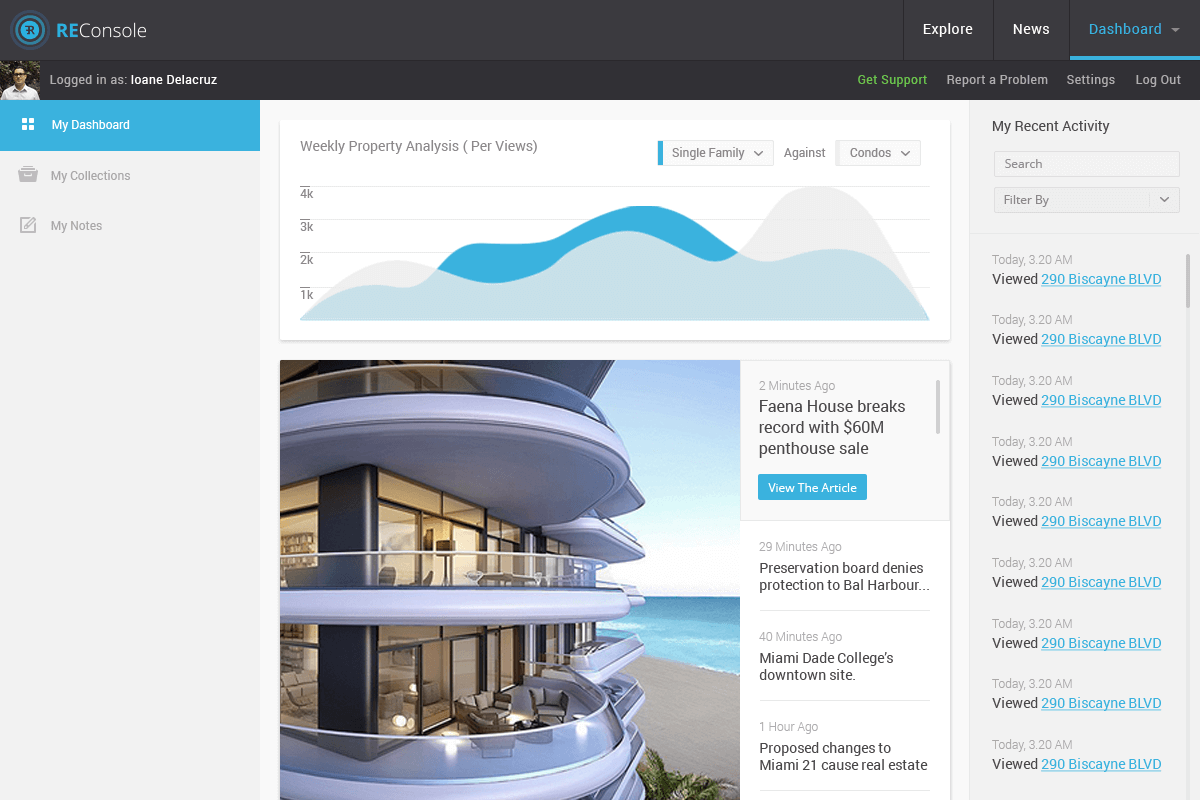 REConsole
Explore
News
Dashboard
Logged in as: Ioane Delacruz
Get Support
Report a Problem
Settings
Log Out
My Dashboard
My Collections
My Notes
Weekly Property Analysis ( Per Views)
Single Family
Against
Condos
4k
3k
2k
1k
2 Minutes Ago
Faena House breaks
record with $60M
penthouse sale
View The Article
29 Minutes Ago
Preservation board denies
protection to Bal Harbour...
40 Minutes Ago
Miami Dade College's
downtown site.
1 Hour Ago
Proposed changes to
Miami 21 cause real estate
My Recent Activity
Search
Filter By
Today, 3.20 AM
Viewed 290 Biscayne BLVD
Today, 3.20 AM
Viewed 290 Biscayne BLVD
Today, 3.20 AM
Viewed 290 Biscayne BLVD
Today, 3.20 AM
Viewed 290 Biscayne BLVD
Today, 3.20 AM
Viewed 290 Biscayne BLVD
Today, 3.20 AM
Viewed 290 Biscayne BLVD
Today, 3.20 AM
Viewed 290 Biscayne BLVD
Today, 3.20 AM
Viewed 290 Biscayne BLVD
Today, 3.20 AM
Viewed 290 Biscayne BLVD